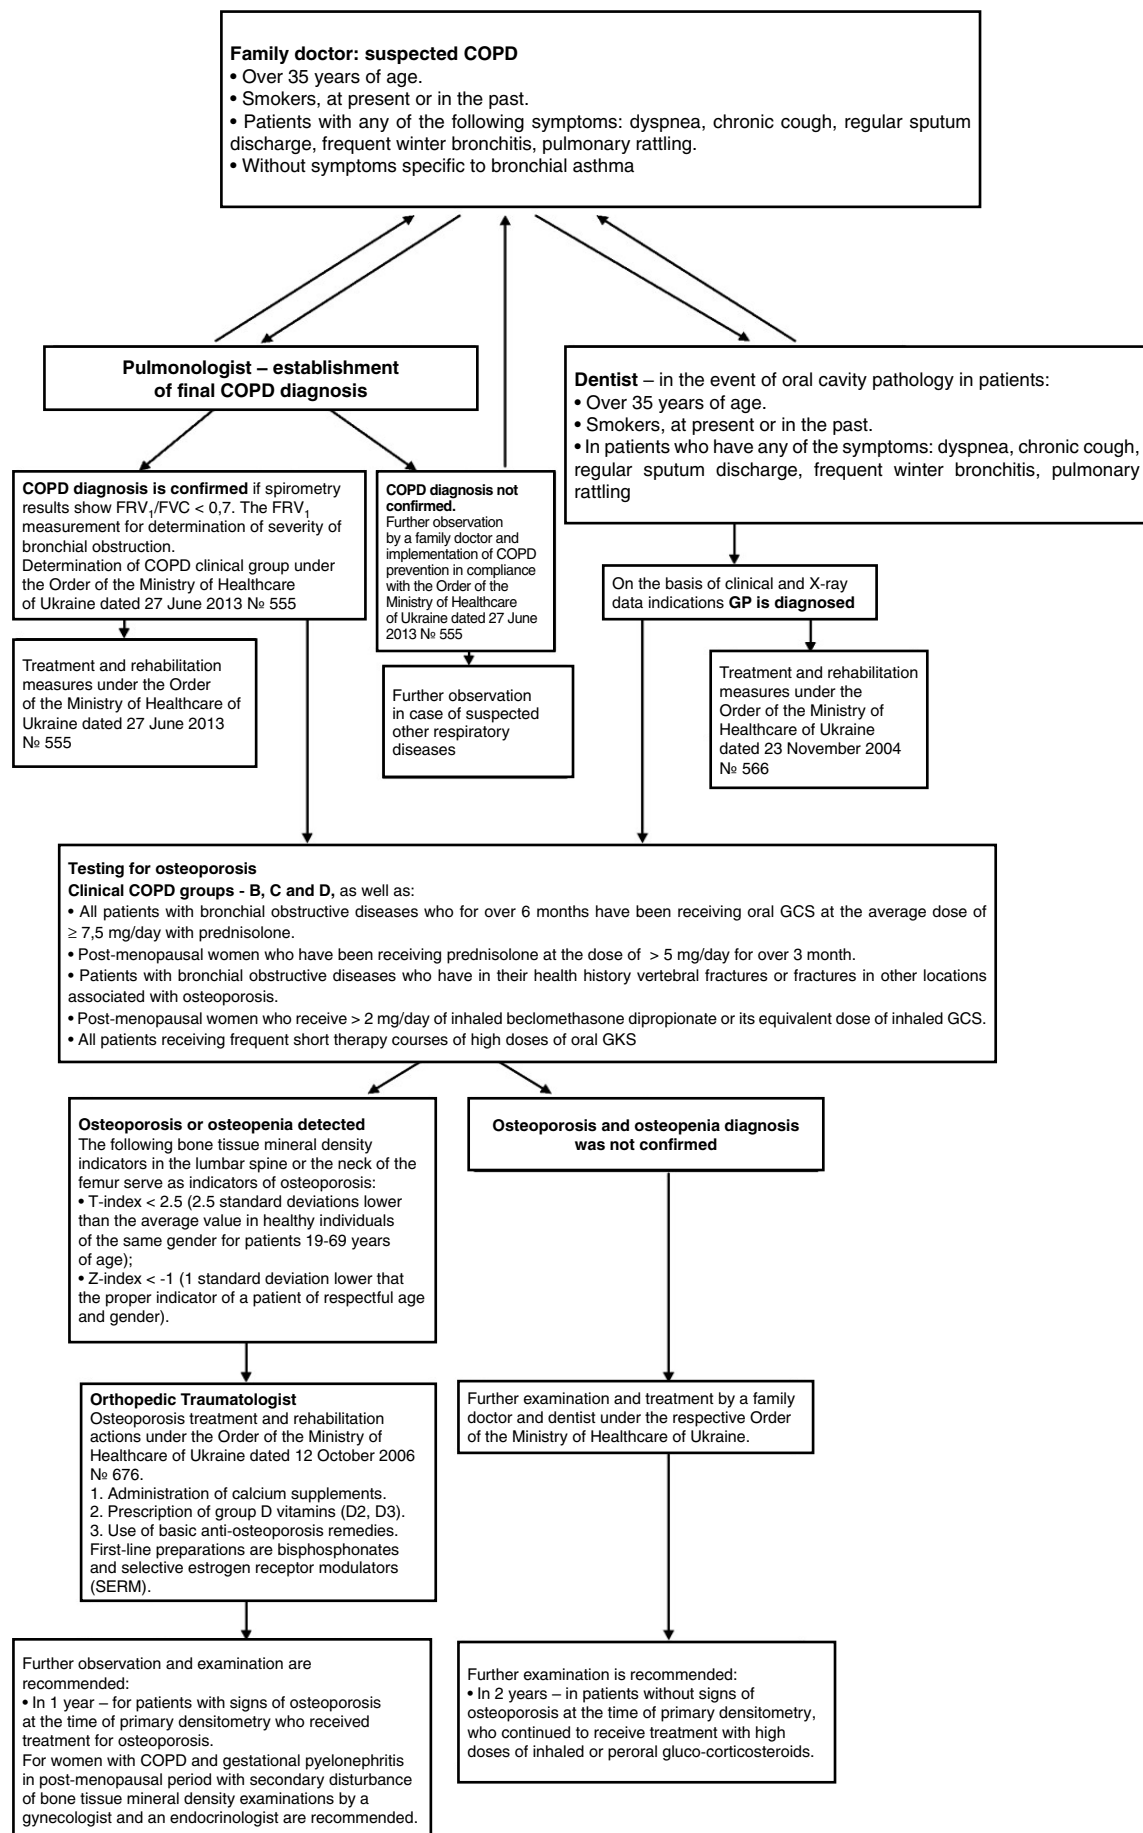 Family doctor: suspected COPD
• Over 35 years of age.
• Smokers, at present or in the past.
• Patients with any of the following symptoms: dyspnea, chronic cough, regular sputum
discharge, frequent winter bronchitis, pulmonary rattling.
• Without symptoms specific to bronchial asthma
Pulmonologist – establishment
of final COPD diagnosis
Dentist – in the event of oral cavity pathology in patients:
• Over 35 years of age.
• Smokers, at present or in the past.
• In patients who have any of the symptoms: dyspnea, chronic cough,
regular sputum discharge, frequent winter bronchitis, pulmonary
rattling
COPD diagnosis is confirmed if spirometry
results show FRV₁/FVC < 0,7. The FRV₁
measurement for determination of severity of
bronchial obstruction.
Determination of COPD clinical group under
the Order of the Ministry of Healthcare
of Ukraine dated 27 June 2013 № 555
COPD diagnosis not
confirmed.
Further observation
by a family doctor and
implementation of COPD
prevention in compliance
with the Order of the
Ministry of Healthcare
of Ukraine dated 27 June
2013 № 555
On the basis of clinical and X-ray
data indications GP is diagnosed
Treatment and rehabilitation
measures under the Order
of the Ministry of Healthcare of
Ukraine dated 27 June 2013
№ 555
Further observation
in case of suspected
other respiratory
diseases
Treatment and rehabilitation
measures under the
Order of the Ministry of
Healthcare of Ukraine
dated 23 November 2004
№ 566
Testing for osteoporosis
Clinical COPD groups - B, C and D, as well as:
• All patients with bronchial obstructive diseases who for over 6 months have been receiving oral GCS at the average dose of
≥ 7,5 mg/day with prednisolone.
• Post-menopausal women who have been receiving prednisolone at the dose of > 5 mg/day for over 3 month.
• Patients with bronchial obstructive diseases who have in their health history vertebral fractures or fractures in other locations
associated with osteoporosis.
• Post-menopausal women who receive > 2 mg/day of inhaled beclomethasone dipropionate or its equivalent dose of inhaled GCS.
• All patients receiving frequent short therapy courses of high doses of oral GKS
Osteoporosis or osteopenia detected
The following bone tissue mineral density
indicators in the lumbar spine or the neck of the
femur serve as indicators of osteoporosis:
• T-index < 2.5 (2.5 standard deviations lower
than the average value in healthy individuals
of the same gender for patients 19-69 years
of age);
• Z-index < -1 (1 standard deviation lower that
the proper indicator of a patient of respectful age
and gender).
Osteoporosis and osteopenia diagnosis
was not confirmed
Orthopedic Traumatologist
Osteoporosis treatment and rehabilitation
actions under the Order of the Ministry of
Healthcare of Ukraine dated 12 October 2006
№ 676.
1. Administration of calcium supplements.
2. Prescription of group D vitamins (D2, D3).
3. Use of basic anti-osteoporosis remedies.
First-line preparations are bisphosphonates
and selective estrogen receptor modulators
(SERM).
Further examination and treatment by a family
doctor and dentist under the respective Order
of the Ministry of Healthcare of Ukraine.
Further observation and examination are
recommended:
• In 1 year – for patients with signs of osteoporosis
at the time of primary densitometry who received
treatment for osteoporosis.
For women with COPD and gestational pyelonephritis
in post-menopausal period with secondary disturbance
of bone tissue mineral density examinations by a
gynecologist and an endocrinologist are recommended.
Further examination is recommended:
• In 2 years – in patients without signs of
osteoporosis at the time of primary densitometry,
who continued to receive treatment with high
doses of inhaled or peroral gluco-corticosteroids.